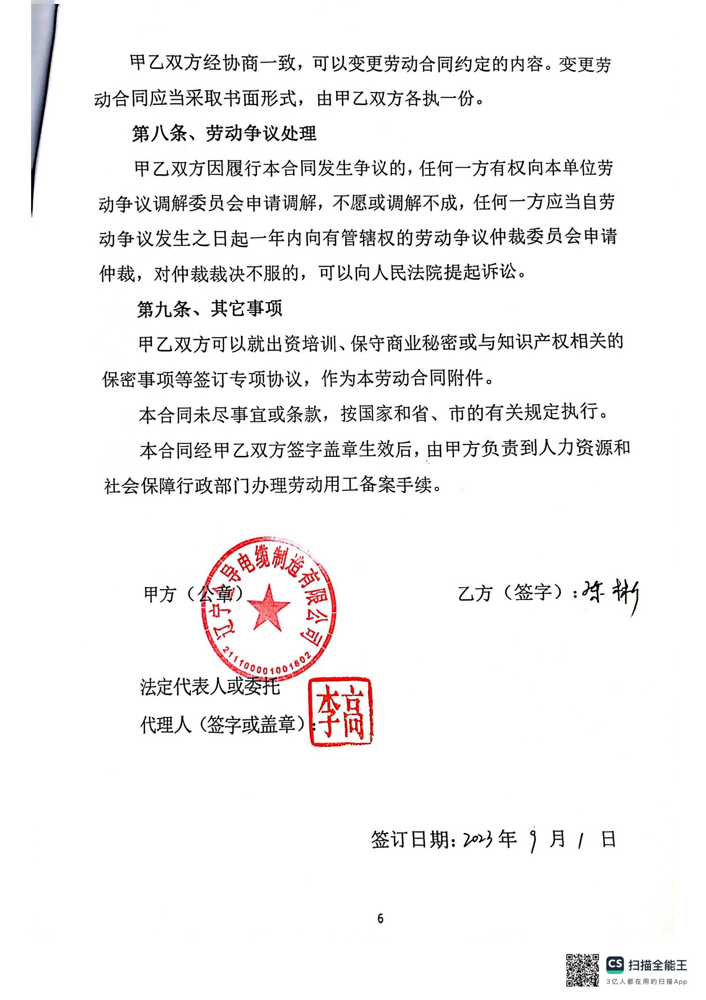 甲乙双方经协商一致，可以变更劳动合同约定的内容。变更劳
动合同应当采取书面形式，由甲乙双方各执一份。
第八条、劳动争议处理
甲乙双方因履行本合同发生争议的，任何一方有权向本单位劳
动争议调解委员会申请调解，不愿或调解不成，任何一方应当自劳
动争议发生之日起一年内向有管辖权的劳动争议仲裁委员会申请
仲裁，对仲裁裁决不服的，可以向人民法院提起诉讼。
第九条、其它事项
甲乙双方可以就出资培训、保守商业秘密或与知识产权相关的
保密事项等签订专项协议，作为本劳动合同附件。
本合同未尽事宜或条款，按国家和省、市的有关规定执行。
本合同经甲乙双方签字盖章生效后，由甲方负责到人力资源和
社会保障行政部门办理劳动用工备案手续。
甲方（公章）
辽宁 导电缆制造有限公司
211100001001602
乙方（签字）：陈彬
法定代表人或委托
代理人（签字或盖章）：
李高
签订日期：2023年 9 月 1 日
6
CS 扫描全能王
3亿人都在用的扫描App